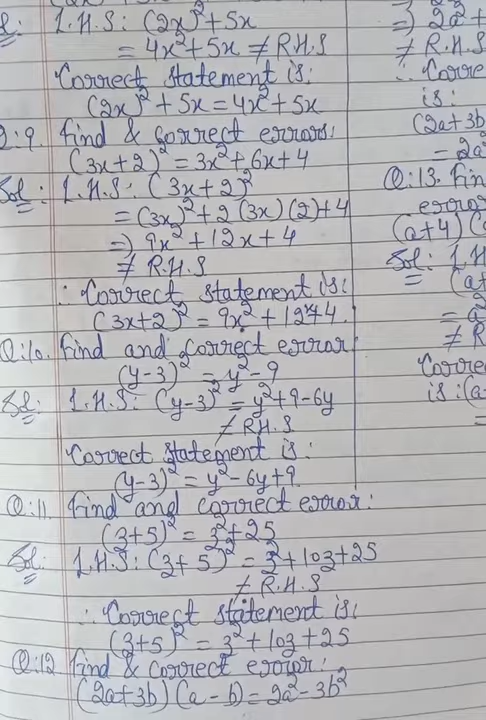 Sol: L.H.S: (2x)²+5x
= 4x²+5x ≠ R.H.S
Correct statement is:
(2x)² + 5x = 4x²+5x
Q:9. find & correct errors:
(3x+2)² = 3x²+6x+4
Sol: L.H.S: (3x+2)²
= (3x)²+2(3x)(2)+4
⇒ 9x²+12x+4
≠ R.H.S
∴ Correct statement is:
(3x+2)² = 9x²+12x+4
Q:10. find and correct error
(y-3)² = y²-9
Sol: L.H.S: (y-3)² = y²+9-6y
≠ R.H.S
Correct statement is:
(y-3)² = y²-6y+9
Q:11. find and correct error:
(z+5)² = z²+25
Sol: L.H.S: (z+5)² = z²+10z+25
≠ R.H.S
∴ Correct statement is:
(z+5)² = z²+10z+25
Q:12 find & correct error:
(2a+3b)(a-b)=2a²-3b²
⇒ 2a²+
≠ R.H.S
∴ Corre
is:
(2a+3b
= 2a²
Q:13. Fin
error
(a+4)(
Sol: L.H
(a+
= a²
≠ R
Corre
is:(a
=